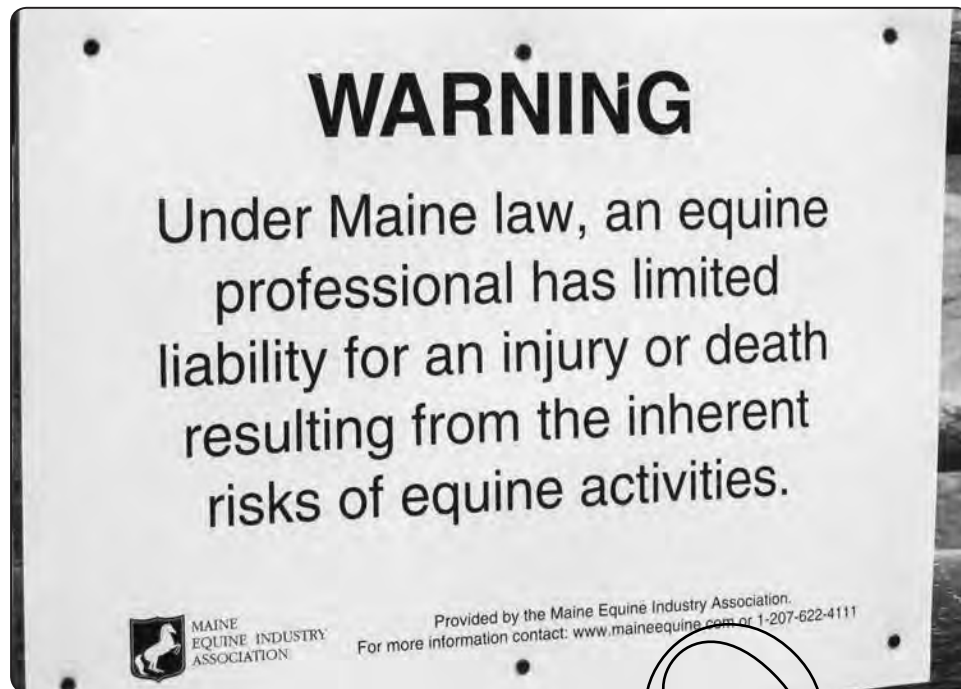 WARNING
Under Maine law, an equine
professional has limited
liability for an injury or death
resulting from the inherent
risks of equine activities.
MAINE
EQUINE INDUSTRY
ASSOCIATION
Provided by the Maine Equine Industry Association.
For more information contact: www.maineequine.com or 1-207-622-4111